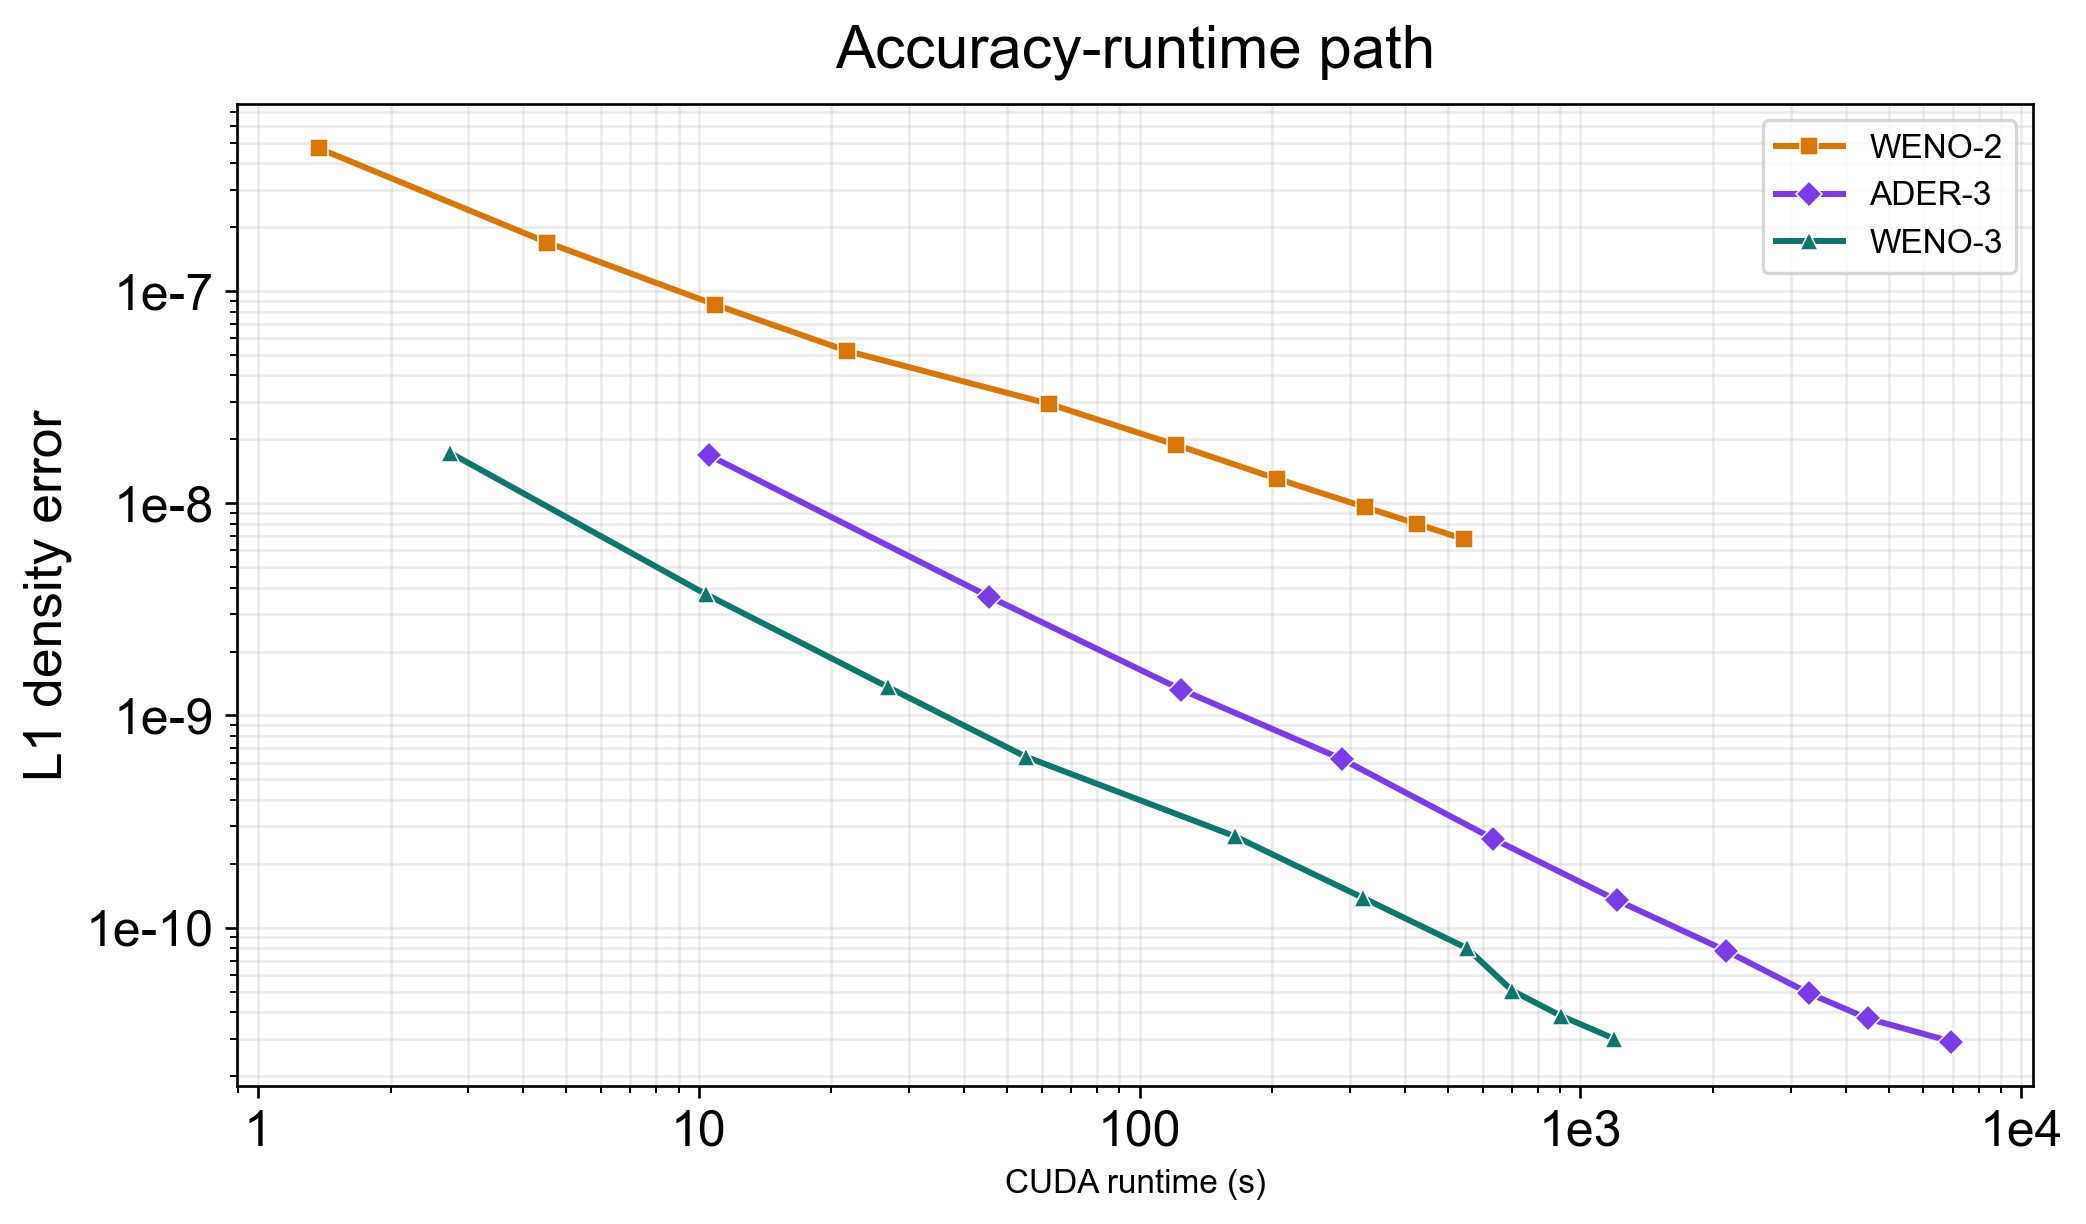 Accuracy-runtime path
WENO-2
ADER-3
WENO-3
L1 density error
1e-7
1e-8
1e-9
1e-10
1
10
100
1e3
1e4
CUDA runtime (s)